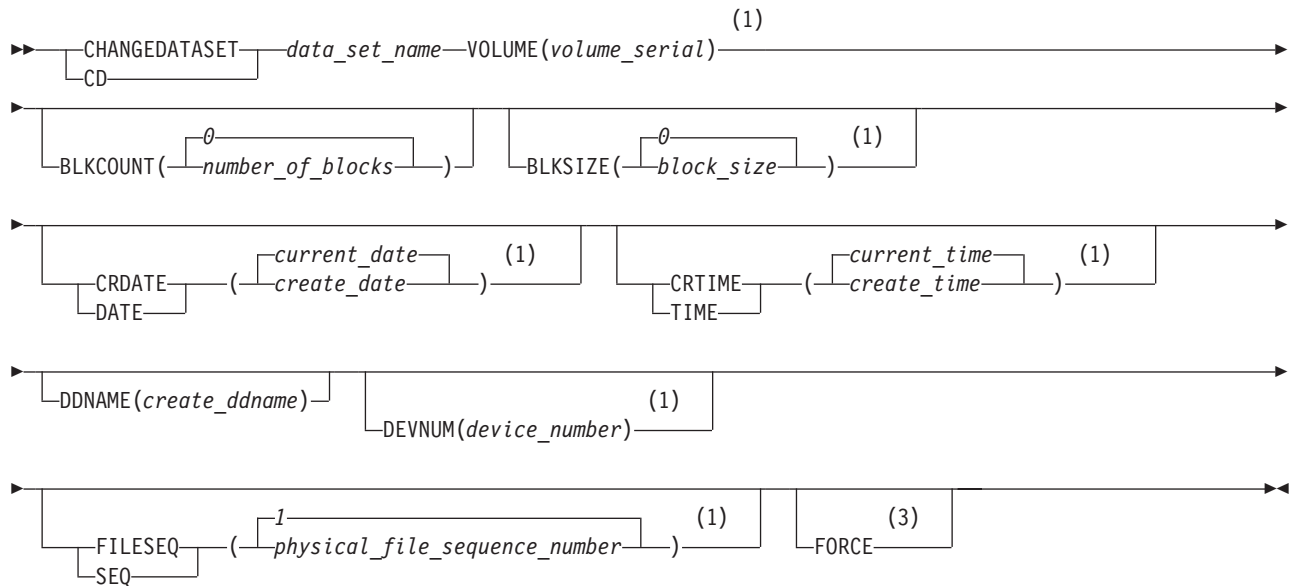 (1)
CHANGEDATASET data_set_name VOLUME(volume_serial)
CD
0 0 (1)
BLKCOUNT( number_of_blocks ) BLKSIZE( block_size )
current_date (1) current_time (1)
CRDATE ( create_date ) CRTIME ( create_time )
DATE TIME
(1)
DDNAME(create_ddname) DEVNUM(device_number)
1 (1) (3)
FILESEQ ( physical_file_sequence_number ) FORCE
SEQ